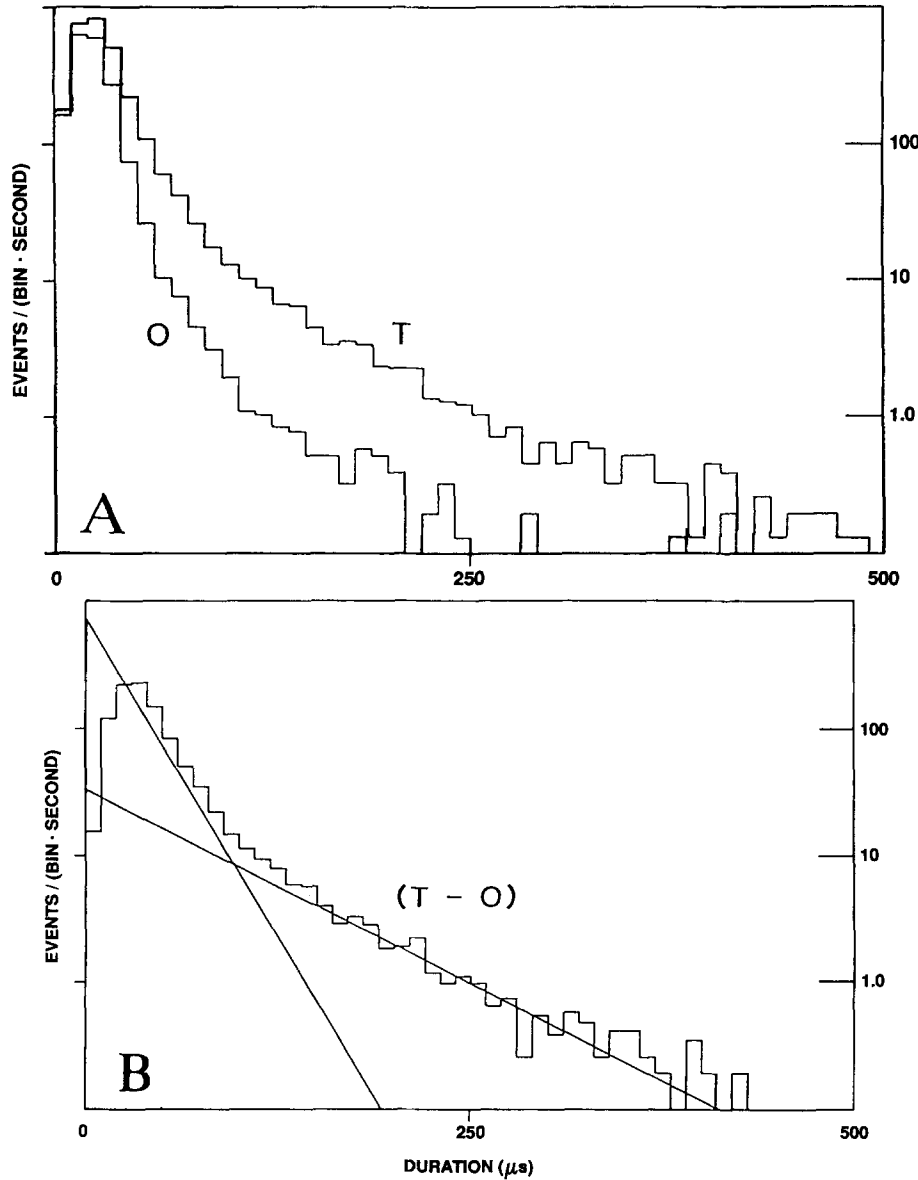 EVENTS / (BIN · SECOND)
100
10
1.0
O
T
A
0
250
500
EVENTS / (BIN · SECOND)
100
10
1.0
(T – O)
B
0
250
500
DURATION (μs)